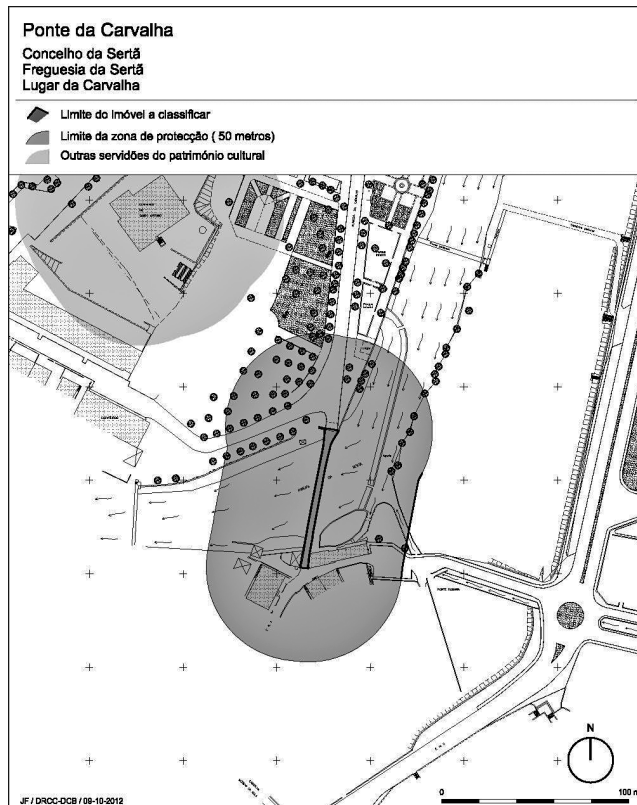 Ponte da Carvalha
Concelho da Sertã
Freguesia da Sertã
Lugar da Carvalha
Limite do imóvel a classificar
Limite da zona de protecção ( 50 metros)
Outras servidões do património cultural
N
0 100 m
JF / DRCC-DCB / 09-10-2012